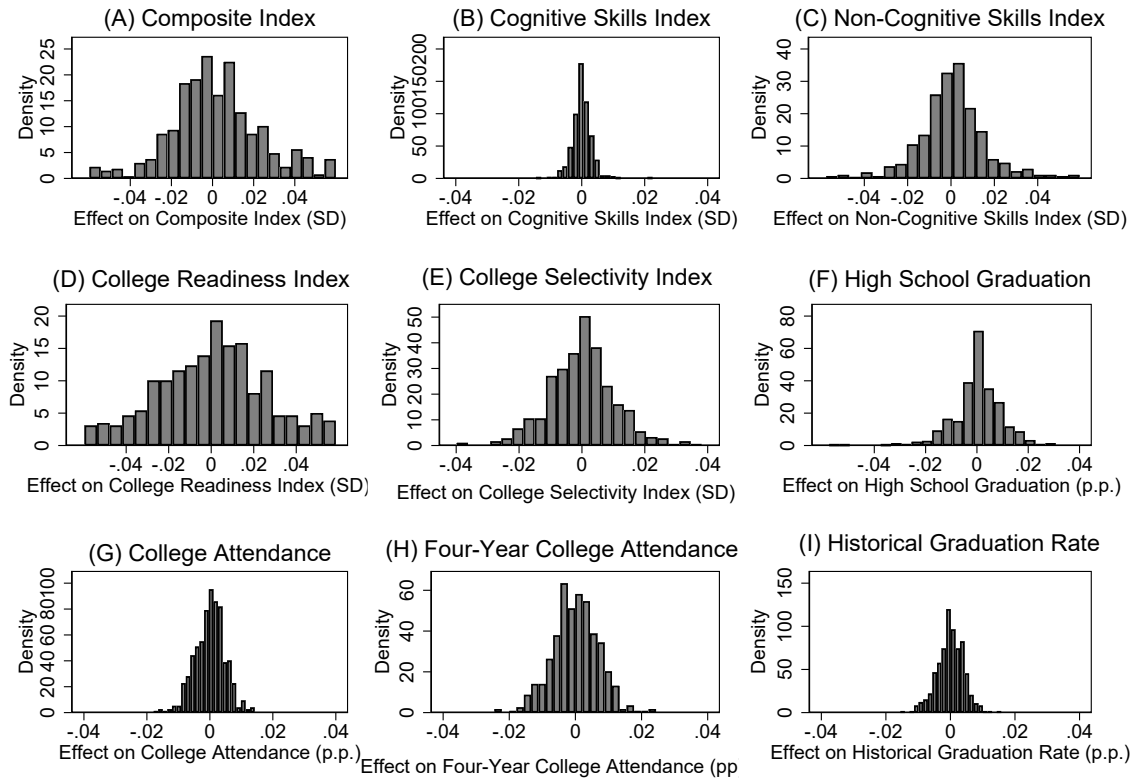 (A) Composite Index
Density
0 5 10 15 20 25
-.04 -.02 0 .02 .04
Effect on Composite Index (SD)
(B) Cognitive Skills Index
Density
0 50 100 150 200
-.04 -.02 0 .02 .04
Effect on Cognitive Skills Index (SD)
(C) Non-Cognitive Skills Index
Density
0 10 20 30 40
-.04 -.02 0 .02 .04
Effect on Non-Cognitive Skills Index (SD)
(D) College Readiness Index
Density
0 5 10 15 20
-.04 -.02 0 .02 .04
Effect on College Readiness Index (SD)
(E) College Selectivity Index
Density
0 10 20 30 40 50
-.04 -.02 0 .02 .04
Effect on College Selectivity Index (SD)
(F) High School Graduation
Density
0 20 40 60 80
-.04 -.02 0 .02 .04
Effect on High School Graduation (p.p.)
(G) College Attendance
Density
0 20 40 60 80 100
-.04 -.02 0 .02 .04
Effect on College Attendance (p.p.)
(H) Four-Year College Attendance
Density
0 20 40 60
-.04 -.02 0 .02 .04
Effect on Four-Year College Attendance (pp
(I) Historical Graduation Rate
Density
0 50 100 150
-.04 -.02 0 .02 .04
Effect on Historical Graduation Rate (p.p.)